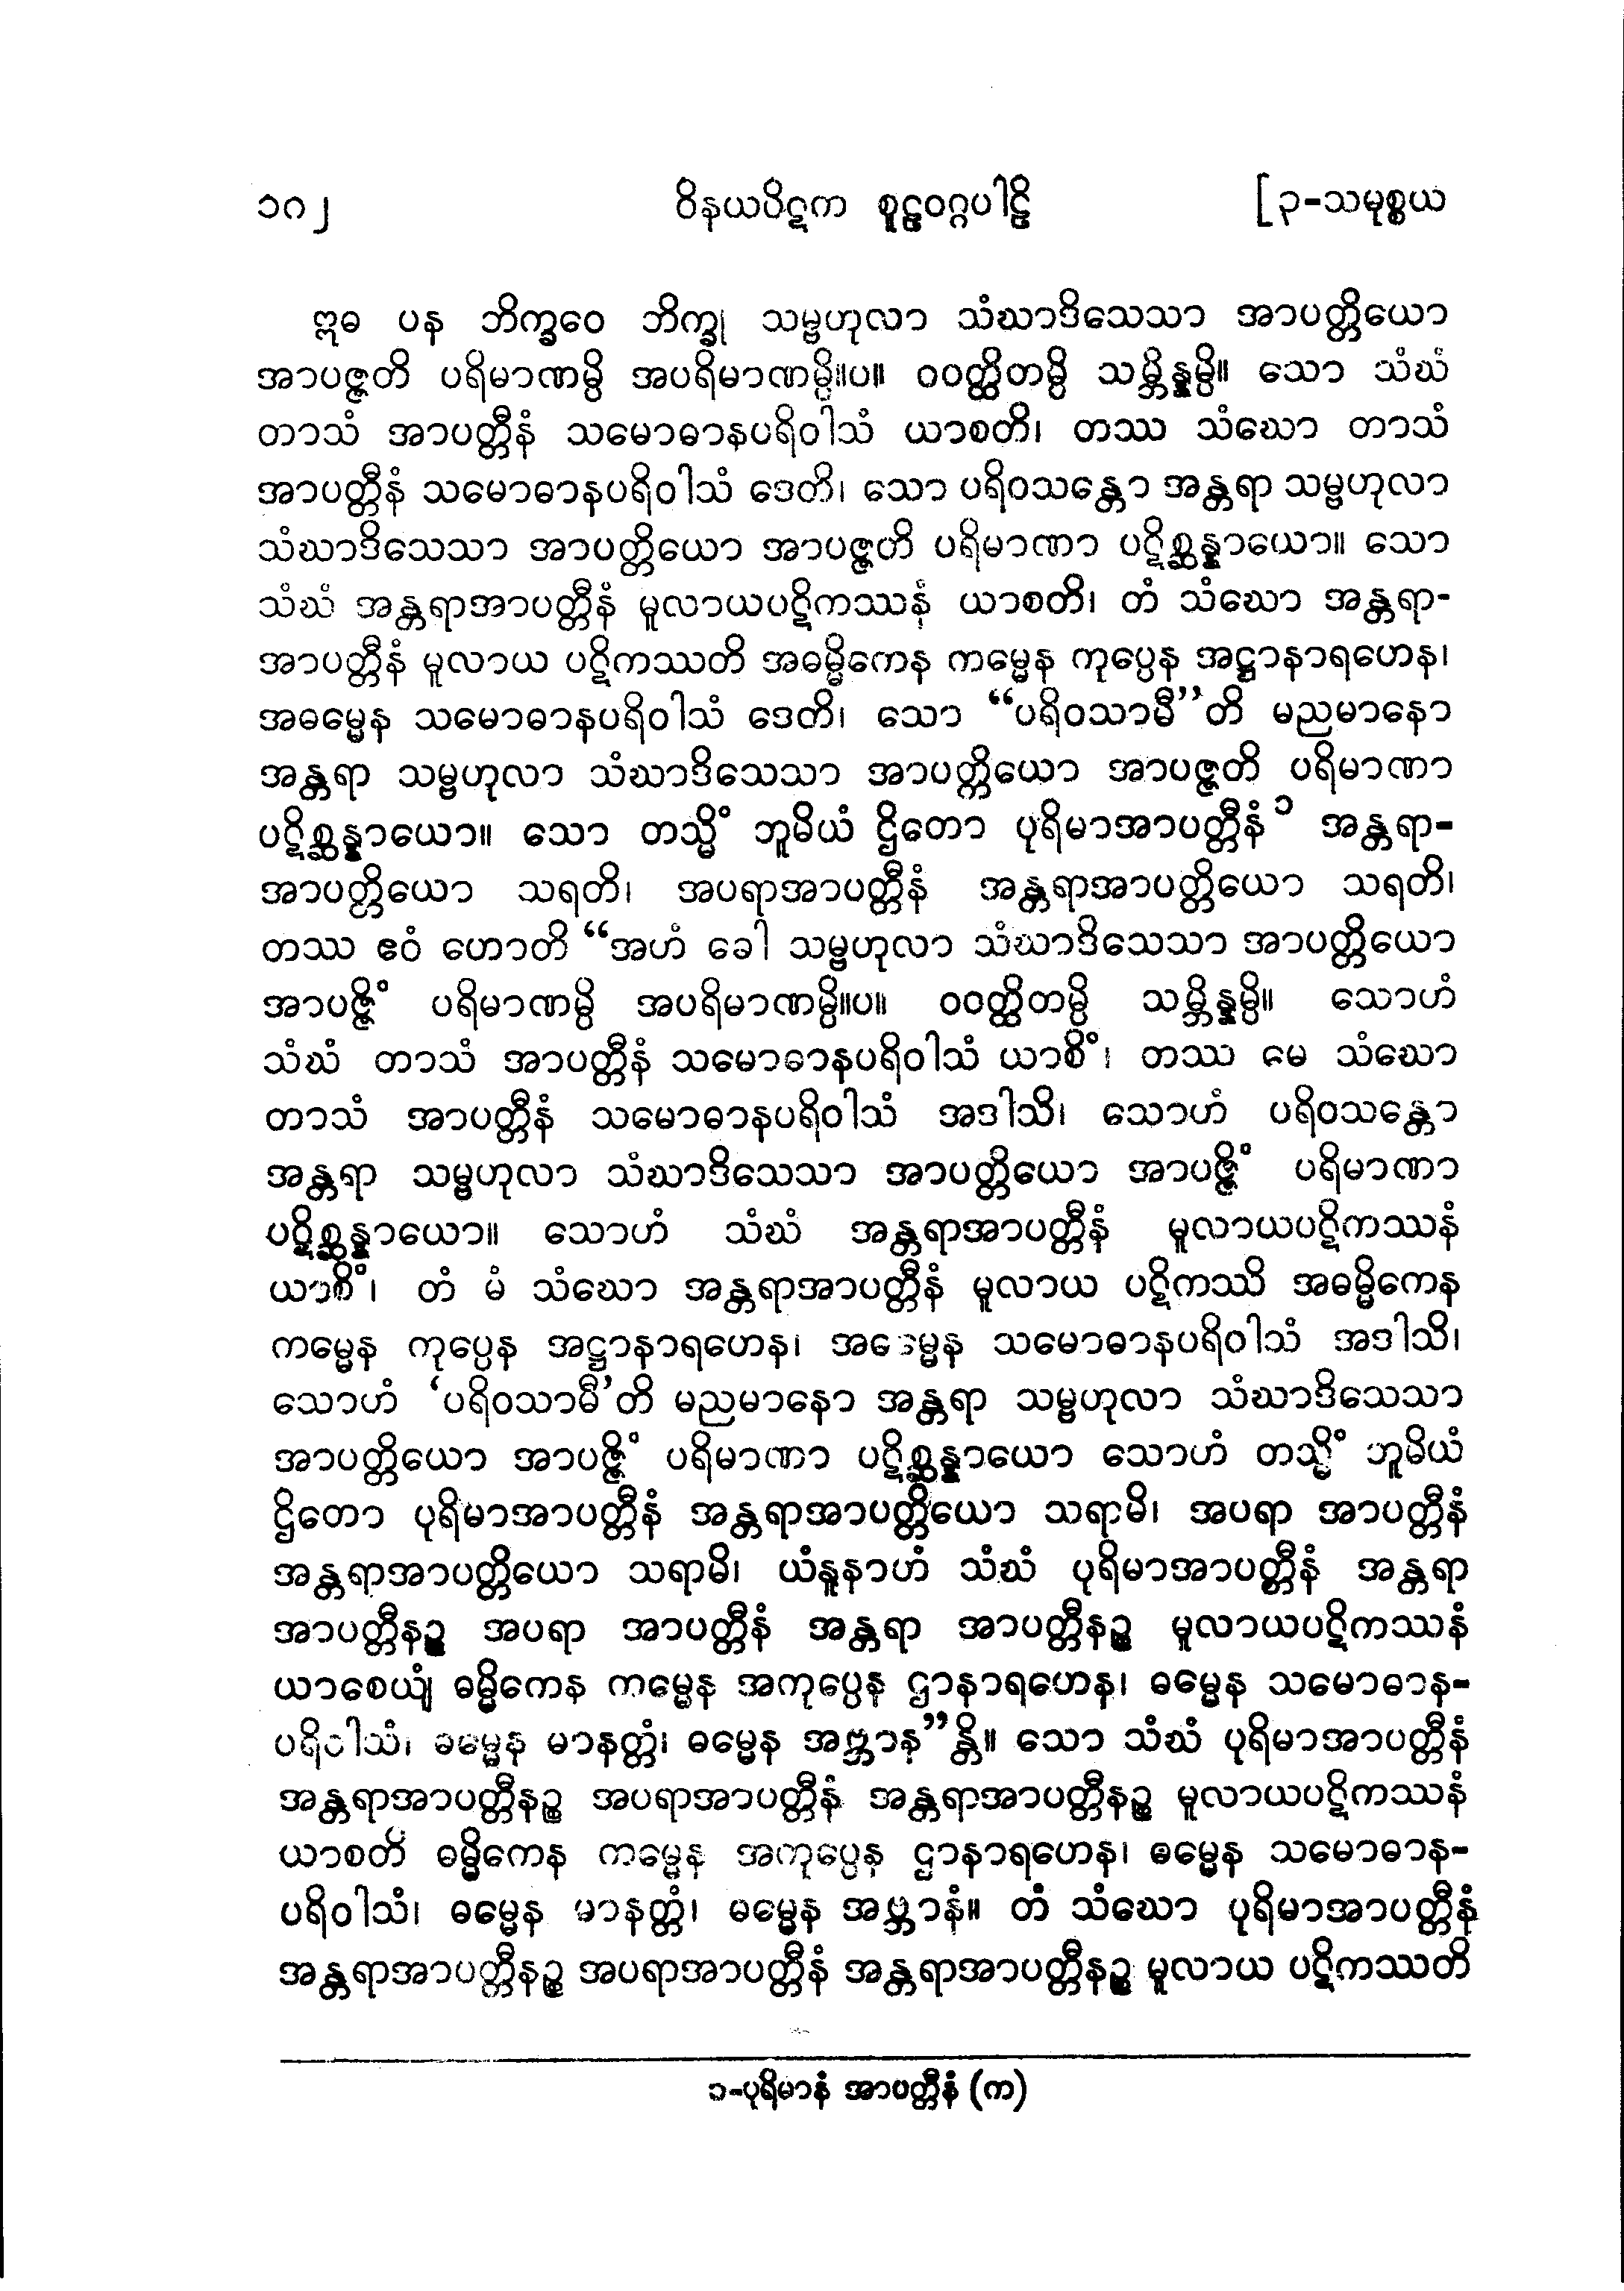 ၁၈၂ ဝိနယပိဋက စူဠဝဂ္ဂပါဠိ [၃-သမုစ္စယ
ဣဓ ပန ဘိက္ခဝေ ဘိက္ခု သမ္ဗဟုလာ သံဃာဒိသေသာ အာပတ္တိယော
အာပဇ္ဇတိ ပရိမာဏမ္ပိ အပရိမာဏမ္ပိ။ပ။ ဝဝတ္ထိတမ္ပိ သမ္ဘိန္နမ္ပိ။ သော သံဃံ
တာသံ အာပတ္တီနံ သမောဓာနပရိဝါသံ ယာစတိ၊ တဿ သံဃော တာသံ
အာပတ္တီနံ သမောဓာနပရိဝါသံ ဒေတိ၊ သော ပရိဝသန္တော အန္တရာ သမ္ဗဟုလာ
သံဃာဒိသေသာ အာပတ္တိယော အာပဇ္ဇတိ ပရိမာဏာ ပဋိစ္ဆန္နာယော။ သော
သံဃံ အန္တရာအာပတ္တီနံ မူလာယပဋိကဿနံ ယာစတိ၊ တံ သံဃော အန္တရာ-
အာပတ္တီနံ မူလာယ ပဋိကဿတိ အဓမ္မိကေန ကမ္မေန ကုပ္ပေန အဋ္ဌာနာရဟေန၊
အဓမ္မေန သမောဓာနပရိဝါသံ ဒေတိ၊ သော “ပရိဝသာမီ”တိ မညမာနော
အန္တရာ သမ္ဗဟုလာ သံဃာဒိသေသာ အာပတ္တိယော အာပဇ္ဇတိ ပရိမာဏာ
ပဋိစ္ဆန္နာယော။ သော တသ္မိံ ဘူမိယံ ဌိတော ပုရိမာအာပတ္တီနံ ၁ အန္တရာ-
အာပတ္တိယော သရတိ၊ အပရာအာပတ္တီနံ အန္တရာအာပတ္တိယော သရတိ၊
တဿ ဧဝံ ဟောတိ “အဟံ ခေါ သမ္ဗဟုလာ သံဃာဒိသေသာ အာပတ္တိယော
အာပဇ္ဇိံ ပရိမာဏမ္ပိ အပရိမာဏမ္ပိ။ပ။ ဝဝတ္ထိတမ္ပိ သမ္ဘိန္နမ္ပိ။ သောဟံ
သံဃံ တာသံ အာပတ္တီနံ သမောဓာနပရိဝါသံ ယာစိံ၊ တဿ မေ သံဃော
တာသံ အာပတ္တီနံ သမောဓာနပရိဝါသံ အဒါသိ၊ သောဟံ ပရိဝသန္တော
အန္တရာ သမ္ဗဟုလာ သံဃာဒိသေသာ အာပတ္တိယော အာပဇ္ဇိံ ပရိမာဏာ
ပဋိစ္ဆန္နာယော။ သောဟံ သံဃံ အန္တရာအာပတ္တီနံ မူလာယပဋိကဿနံ
ယာစိံ၊ တံ မံ သံဃော အန္တရာအာပတ္တီနံ မူလာယ ပဋိကဿိ အဓမ္မိကေန
ကမ္မေန ကုပ္ပေန အဋ္ဌာနာရဟေန၊ အဓမ္မေန သမောဓာနပရိဝါသံ အဒါသိ၊
သောဟံ ‘ပရိဝသာမီ’တိ မညမာနော အန္တရာ သမ္ဗဟုလာ သံဃာဒိသေသာ
အာပတ္တိယော အာပဇ္ဇိံ ပရိမာဏာ ပဋိစ္ဆန္နာယော သောဟံ တသ္မိံ ဘူမိယံ
ဌိတော ပုရိမာအာပတ္တီနံ အန္တရာအာပတ္တိယော သရာမိ၊ အပရာ အာပတ္တီနံ
အန္တရာအာပတ္တိယော သရာမိ၊ ယံနူနာဟံ သံဃံ ပုရိမာအာပတ္တီနံ အန္တရာ
အာပတ္တီနဉ္စ အပရာ အာပတ္တီနံ အန္တရာ အာပတ္တီနဉ္စ မူလာယပဋိကဿနံ
ယာစေယျံ ဓမ္မိကေန ကမ္မေန အကုပ္ပေန ဌာနာရဟေန၊ ဓမ္မေန သမောဓာန-
ပရိဝါသံ၊ ဓမ္မေန မာနတ္တံ၊ ဓမ္မေန အဗ္ဘာန”န္တိ။ သော သံဃံ ပုရိမာအာပတ္တီနံ
အန္တရာအာပတ္တီနဉ္စ အပရာအာပတ္တီနံ အန္တရာအာပတ္တီနဉ္စ မူလာယပဋိကဿနံ
ယာစတိ ဓမ္မိကေန ကမ္မေန အကုပ္ပေန ဌာနာရဟေန၊ ဓမ္မေန သမောဓာန-
ပရိဝါသံ၊ ဓမ္မေန မာနတ္တံ၊ ဓမ္မေန အဗ္ဘာနံ။ တံ သံဃော ပုရိမာအာပတ္တီနံ
အန္တရာအာပတ္တီနဉ္စ အပရာအာပတ္တီနံ အန္တရာအာပတ္တီနဉ္စ မူလာယ ပဋိကဿတိ
၁-ပုရိမာနံ အာပတ္တီနံ (က)